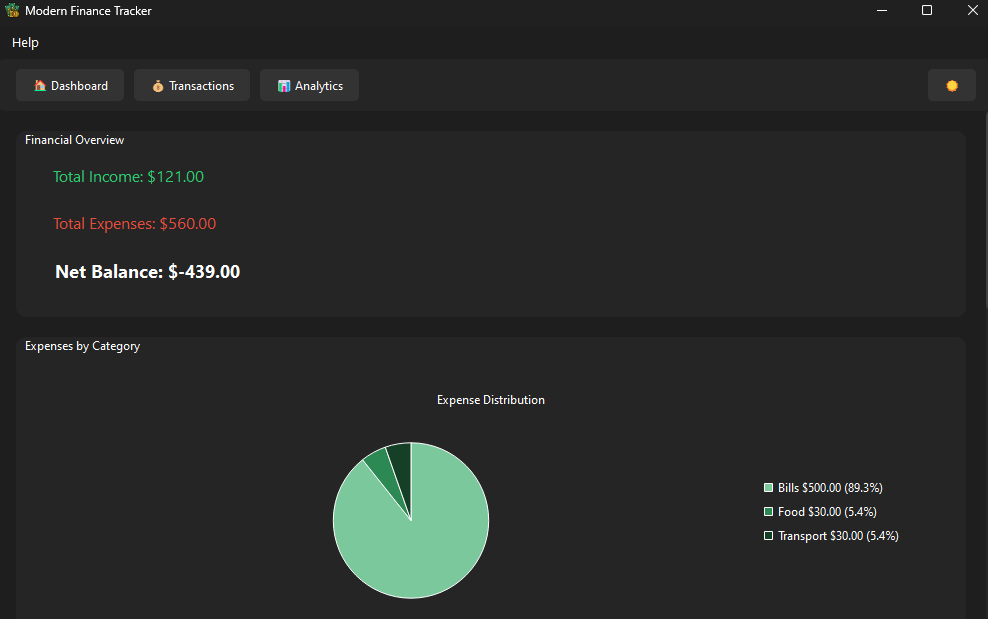 Modern Finance Tracker
Help
Dashboard
Transactions
Analytics
Financial Overview
Total Income: $121.00
Total Expenses: $560.00
Net Balance: $-439.00
Expenses by Category
Expense Distribution
Bills $500.00 (89.3%)
Food $30.00 (5.4%)
Transport $30.00 (5.4%)